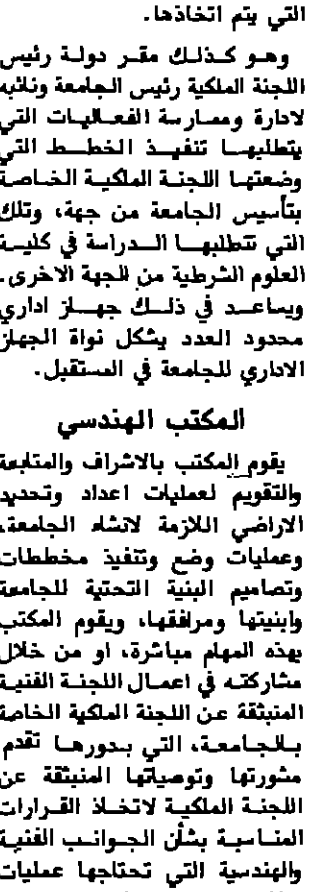 التي يتم اتخاذها.
وهو كذلك مقر دولة رئيس
اللجنة الملكية رئيس الجامعة ونائبه
لادارة وممارسة الفعاليات التي
يتطلبها تنفيذ الخطط التي
وضعتها اللجنة الملكية الخاصة
بتأسيس الجامعة من جهة، وتلك
التي تتطلبها الدراسة في كلية
العلوم الشرطية من الجهة الاخرى.
ويساعد في ذلك جهاز اداري
محدود العدد يشكل نواة الجهاز
الاداري للجامعة في المستقبل.
المكتب الهندسي
يقوم المكتب بالاشراف والمتابعة
والتقويم لعمليات اعداد وتحديد
الاراضي اللازمة لانشاء الجامعة،
وعمليات وضع وتنفيذ مخططات
وتصاميم البنية التحتية للجامعة
وابنيتها ومرافقها، ويقوم المكتب
بهذه المهام مباشرة، او من خلال
مشاركته في اعمال اللجنة الفنية
المنبثقة عن اللجنة الملكية الخاصة
بالجامعة، التي بدورها تقدم
مشورتها وتوصياتها المنبثقة عن
اللجنة الملكية لاتخاذ القرارات
المناسبة بشأن الجوانب الفنية
والهندسية التي تحتاجها عمليات